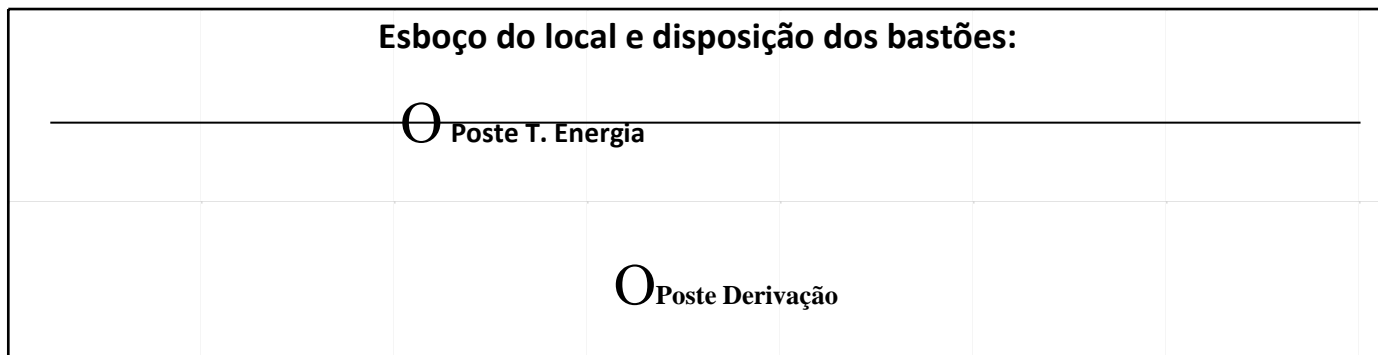 Esboço do local e disposição dos bastões:
O Poste T. Energia
O Poste Derivação